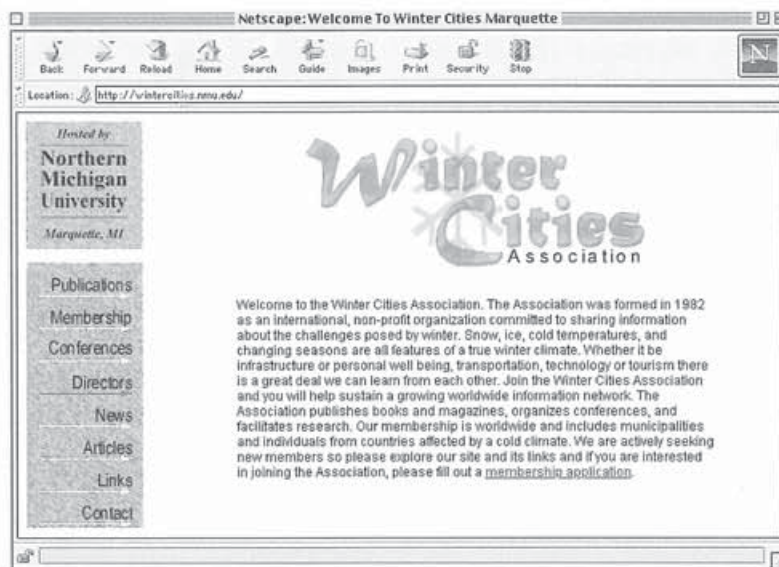 Netscape: Welcome To Winter Cities Marquette
Back Forward Reload Home Search Guide Images Print Security Stop
N
Location: http://wintercities.nmu.edu/
Hosted by
Northern
Michigan
University
Marquette, MI
Publications
Membership
Conferences
Directors
News
Articles
Links
Contact
Winter
Cities
Association
Welcome to the Winter Cities Association. The Association was formed in 1982
as an international, non-profit organization committed to sharing information
about the challenges posed by winter. Snow, ice, cold temperatures, and
changing seasons are all features of a true winter climate. Whether it be
infrastructure or personal well being, transportation, technology or tourism there
is a great deal we can learn from each other. Join the Winter Cities Association
and you will help sustain a growing worldwide information network. The
Association publishes books and magazines, organizes conferences, and
facilitates research. Our membership is worldwide and includes municipalities
and individuals from countries affected by a cold climate. We are actively seeking
new members so please explore our site and its links and if you are interested
in joining the Association, please fill out a membership application.